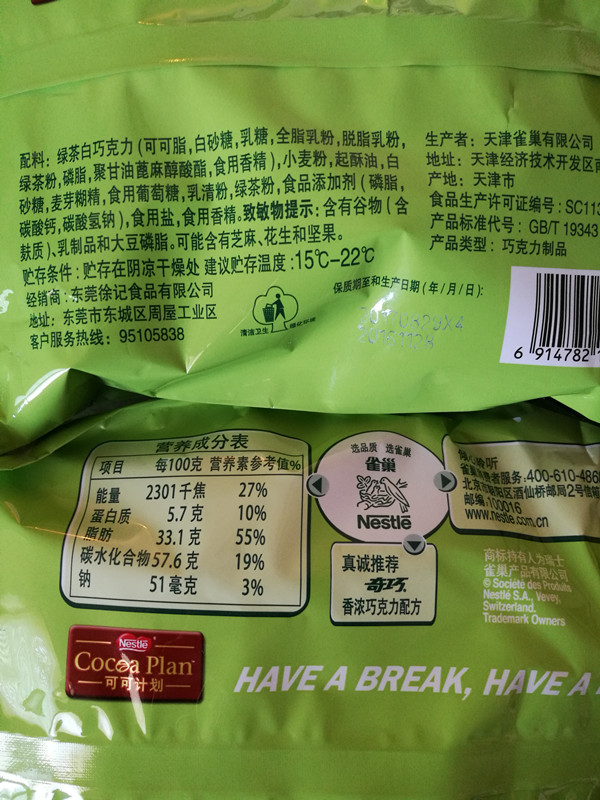 配料：绿茶白巧克力(可可脂,白砂糖,乳糖,全脂乳粉,脱脂乳粉,
绿茶粉,磷脂,聚甘油蓖麻醇酸酯,食用香精),小麦粉,起酥油,白
砂糖,麦芽糊精,食用葡萄糖,乳清粉,绿茶粉,食品添加剂(磷脂,
碳酸钙,碳酸氢钠),食用盐,食用香精。致敏物提示：含有谷物(含
麸质)、乳制品和大豆磷脂。可能含有芝麻、花生和坚果。
贮存条件：贮存在阴凉干燥处 建议贮存温度：15℃-22℃
经销商：东莞徐记食品有限公司
地址：东莞市东城区周屋工业区
客户服务热线：95105838
清洁卫生
保质期至和生产日期(年/月/日)：
生产者：天津雀巢有限公司
地址：天津经济技术开发区南
产地：天津市
食品生产许可证编号：SC113
产品标准代号：GB/T 19343
产品类型：巧克力制品
6 914782
营养成分表
项目 每100克 营养素参考值%
能量 2301千焦 27%
蛋白质 5.7克 10%
脂肪 33.1克 55%
碳水化合物 57.6克 19%
钠 51毫克 3%
选品质 选雀巢
雀巢
Nestlé
真诚推荐
奇巧
香浓巧克力配方
雀巢消费者服务:400-610-4868
北京市朝阳区酒仙桥邮局2号信箱
邮编:100016
www.nestle.com.cn
商标持有人为瑞士
雀巢产品有限公司
© Société des Produits
Nestlé S.A., Vevey,
Switzerland.
Trademark Owners
Nestlé
Cocoa Plan
可可计划
HAVE A BREAK, HAVE A